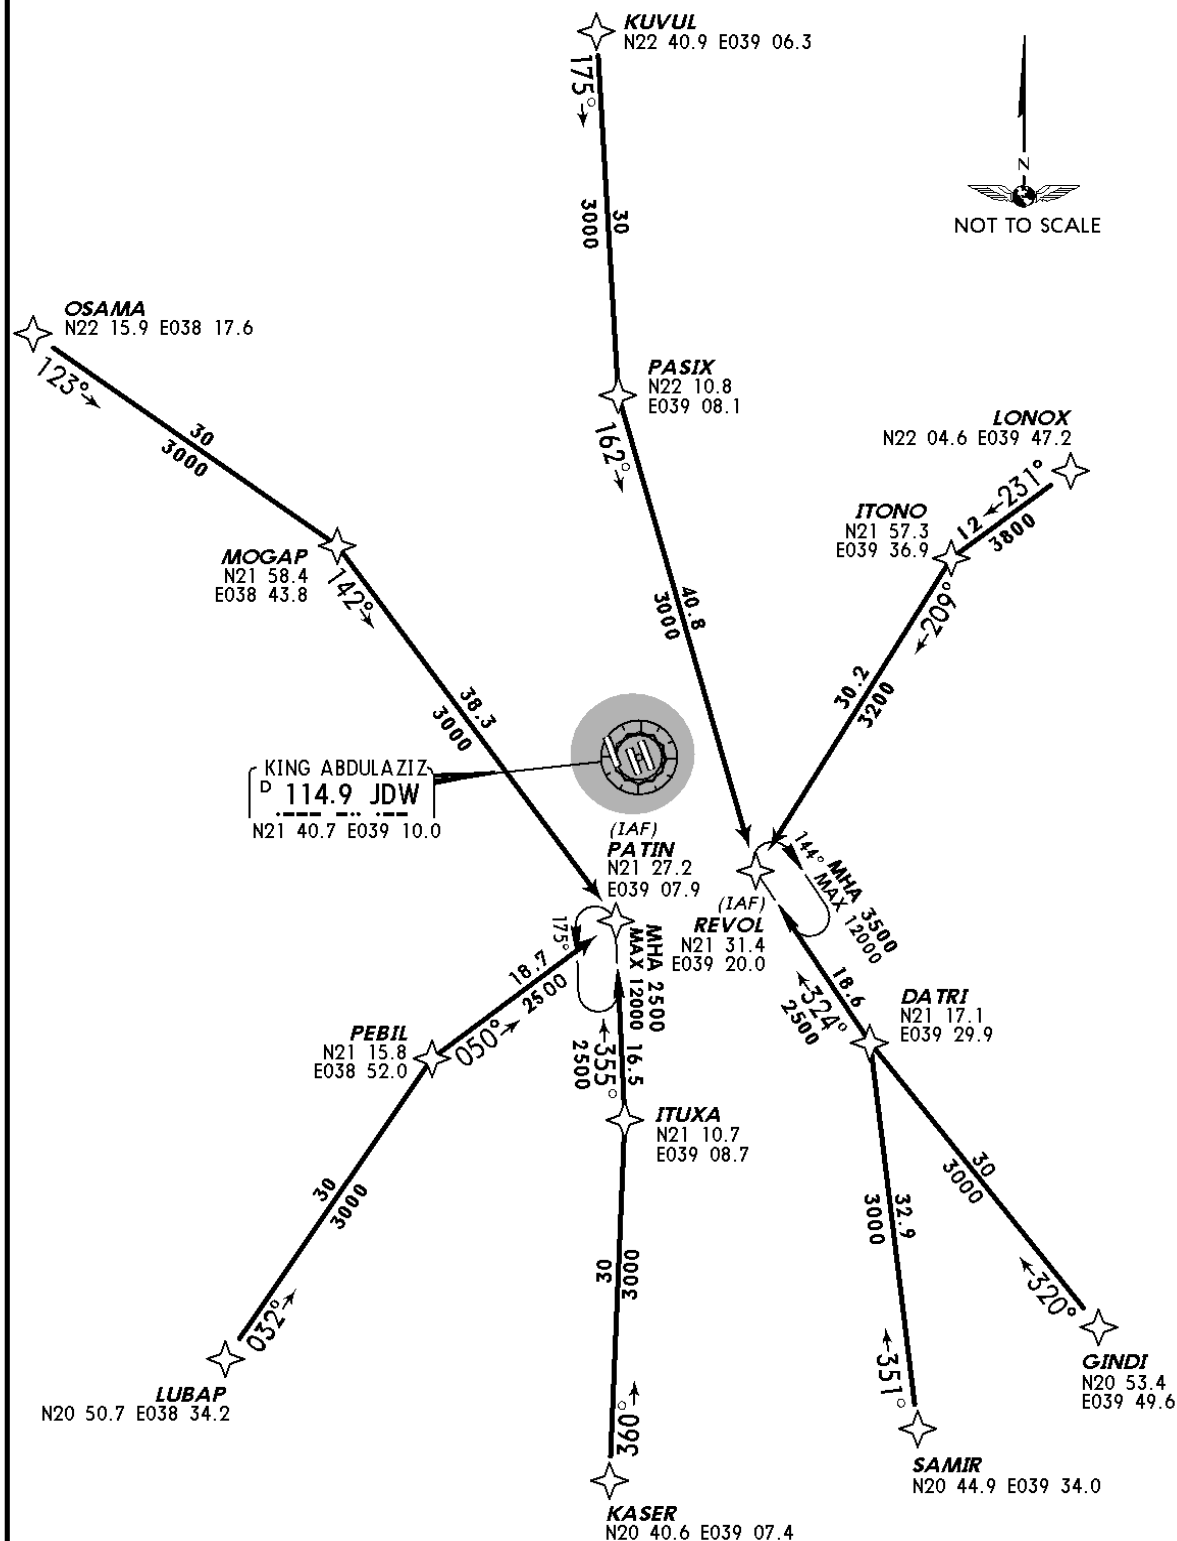 KUVUL
N22 40.9 E039 06.3
175°
30
3000
N
NOT TO SCALE
OSAMA
N22 15.9 E038 17.6
123°
30
3000
PASIX
N22 10.8
E039 08.1
162°
40.8
3000
LONOX
N22 04.6 E039 47.2
231°
12
3800
ITONO
N21 57.3
E039 36.9
209°
30.2
3200
MOGAP
N21 58.4
E038 43.8
142°
38.3
3000
KING ABDULAZIZ
D 114.9 JDW
N21 40.7 E039 10.0
(IAF)
PATIN
N21 27.2
E039 07.9
175°
MHA 2500
MAX 12000
(IAF)
REVOL
N21 31.4
E039 20.0
144°
MHA 3500
MAX 12000
18.7
2500
050°
PEBIL
N21 15.8
E038 52.0
16.5
355°
2500
18.6
324°
2500
DATRI
N21 17.1
E039 29.9
ITUXA
N21 10.7
E039 08.7
30
3000
032°
LUBAP
N20 50.7 E038 34.2
30
3000
360°
KASER
N20 40.6 E039 07.4
32.9
3000
351°
SAMIR
N20 44.9 E039 34.0
30
3000
320°
GINDI
N20 53.4
E039 49.6